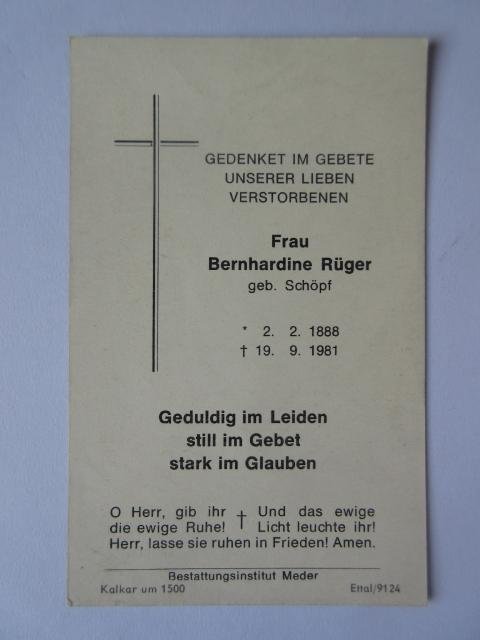 GEDENKET IM GEBETE
UNSERER LIEBEN
VERSTORBENEN
Frau
Bernhardine Rüger
geb. Schöpf
* 2. 2. 1888
† 19. 9. 1981
Geduldig im Leiden
still im Gebet
stark im Glauben
O Herr, gib ihr † Und das ewige
die ewige Ruhe! Licht leuchte ihr!
Herr, lasse sie ruhen in Frieden! Amen.
Bestattungsinstitut Meder
Kalkar um 1500 Ettal/9124